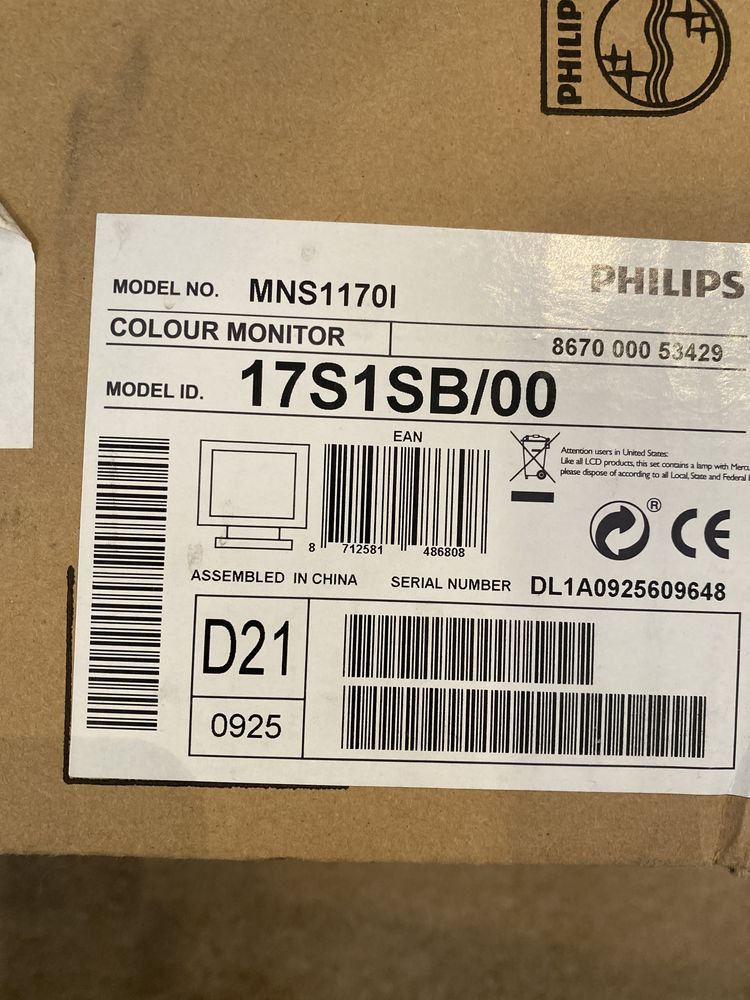 PHILIP
PHILIPS
MODEL NO. MNS1170I
COLOUR MONITOR 8670 000 53429
MODEL ID. 17S1SB/00
EAN
8 712581 486808
Attention users in United States:
Like all LCD products, this set contains a lamp with
please dispose of according to all Local, State and Federal
®
CE
ASSEMBLED IN CHINA SERIAL NUMBER DL1A0925609648
D21
0925